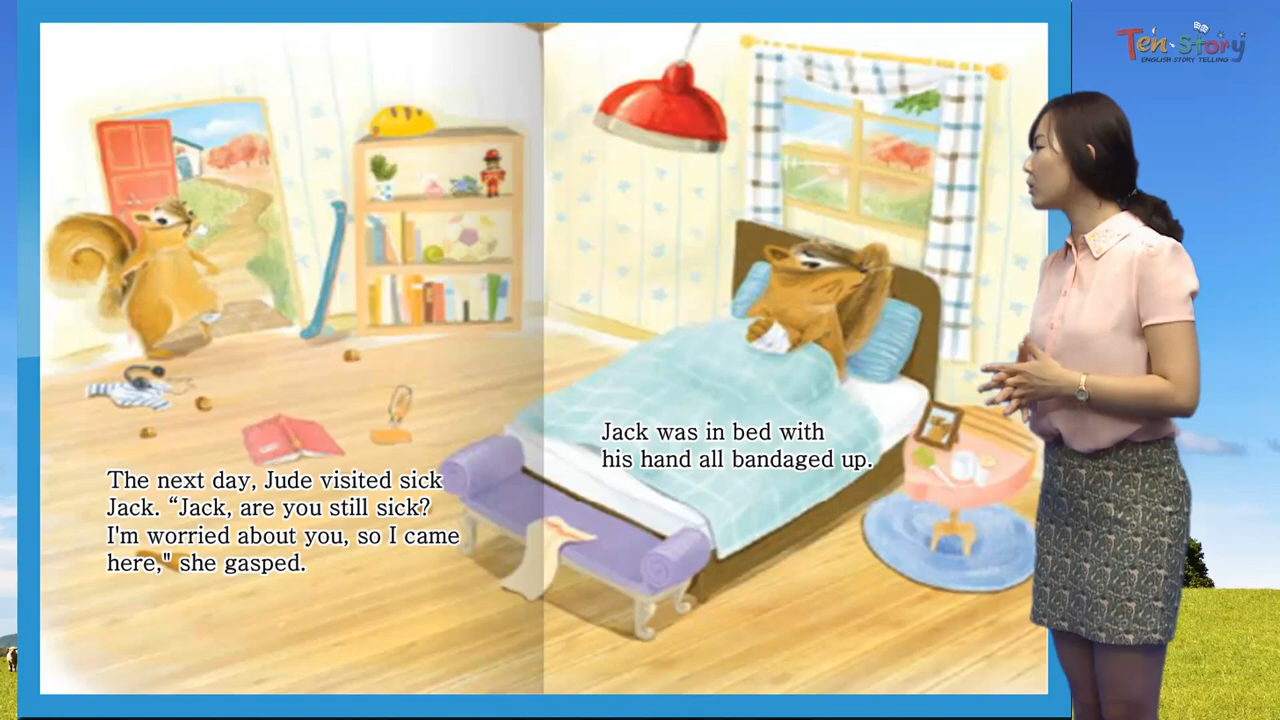 Ten Story
ENGLISH STORY TELLING
The next day, Jude visited sick
Jack. “Jack, are you still sick?
I'm worried about you, so I came
here," she gasped.
Jack was in bed with
his hand all bandaged up.